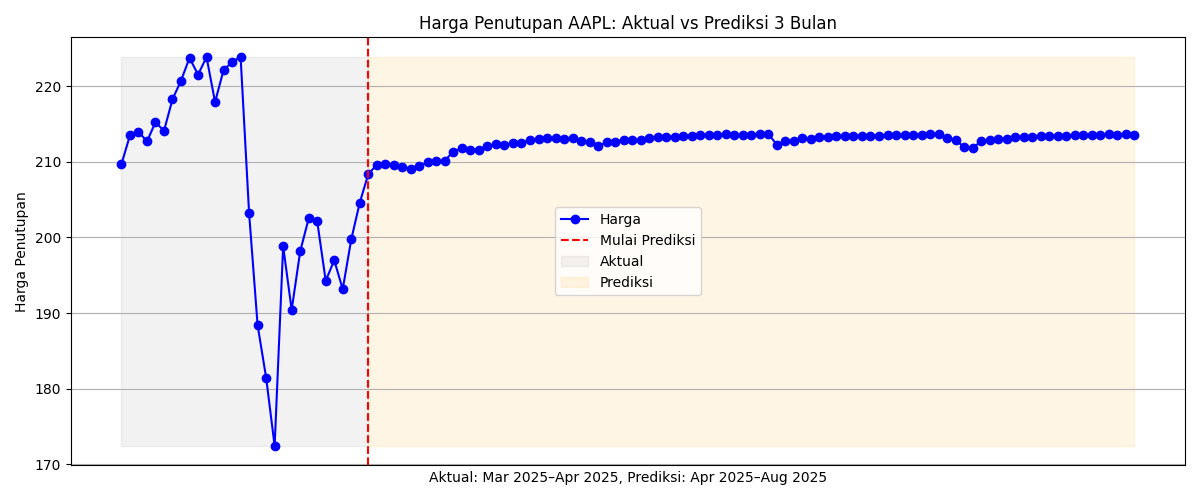 Harga Penutupan AAPL: Aktual vs Prediksi 3 Bulan
Harga Penutupan
220
210
200
190
180
170
Harga
Mulai Prediksi
Aktual
Prediksi
Aktual: Mar 2025–Apr 2025, Prediksi: Apr 2025–Aug 2025